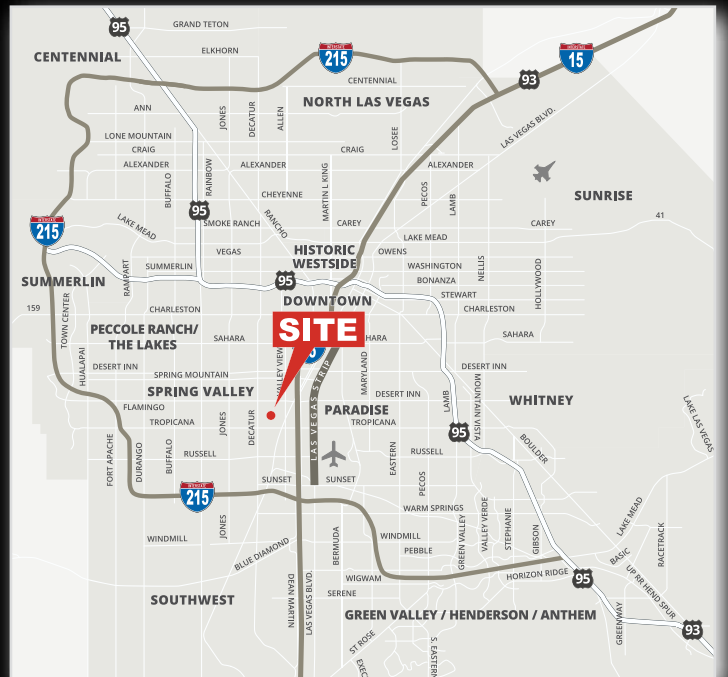 95
GRAND TETON
CENTENNIAL
ELKHORN
INTERSTATE
215
INTERSTATE
15
93
CENTENNIAL
NORTH LAS VEGAS
ANN
JONES
DECATUR
ALLEN
LOSEE
LAS VEGAS BLVD.
LONE MOUNTAIN
CRAIG
CRAIG
ALEXANDER
ALEXANDER
ALEXANDER
BUFFALO
RAINBOW
CHEYENNE
MARTIN L KING
PECOS
LAMB
SUNRISE
95
RANCHO
LAKE MEAD
SMOKE RANCH
CAREY
CAREY
41
INTERSTATE
215
LAKE MEAD
VEGAS
HISTORIC
WESTSIDE
OWENS
SUMMERLIN
RAMPART
SUMMERLIN
95
WASHINGTON
BONANZA
NELLIS
HOLLYWOOD
STEWART
DOWNTOWN
159
TOWN CENTER
CHARLESTON
CHARLESTON
PECCOLE RANCH/
THE LAKES
SAHARA
SITE
HARA
SAHARA
HUALAPAI
DESERT INN
SPRING MOUNTAIN
VALLEY VIEW
LAS VEGAS STRIP
MARYLAND
DESERT INN
SPRING VALLEY
DESERT INN
LAMB
MOUNTAIN VISTA
WHITNEY
FLAMINGO
PARADISE
TROPICANA
JONES
DECATUR
TROPICANA
95
LAKE LAS VEGAS
FORT APACHE
DURANGO
BUFFALO
RUSSELL
EASTERN
PECOS
RUSSELL
BOULDER
SUNSET
SUNSET
INTERSTATE
215
WARM SPRINGS
JONES
WINDMILL
BLUE DIAMOND
BERMUDA
WINDMILL
PEBBLE
GREEN VALLEY
VALLEY VERDE
STEPHANIE
GIBSON
LAKE MEAD
RACETRACK
BASIC
DEAN MARTIN
LAS VEGAS BLVD.
WIGWAM
HORIZON RIDGE
95
UP RR HEND SPUR
SERENE
SOUTHWEST
GREEN VALLEY / HENDERSON / ANTHEM
GREENWAY
93
ST ROSE
S. EASTERN
EXEC